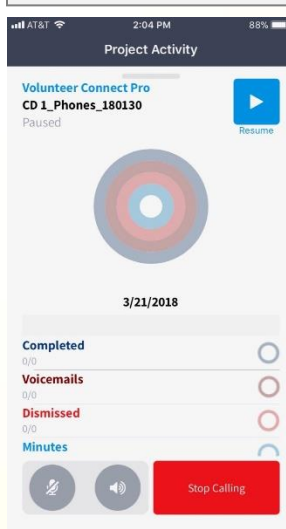 AT&T 2:04 PM 88%
Project Activity
Volunteer Connect Pro
CD 1_Phones_180130
Paused
Resume
3/21/2018
Completed
0/0
Voicemails
0/0
Dismissed
0/0
Minutes
Stop Calling